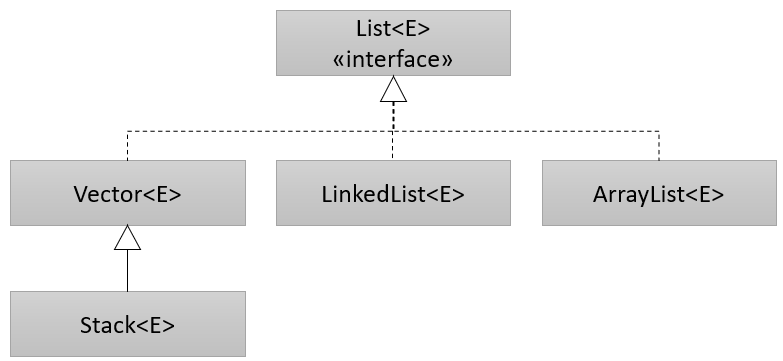 List<E>
«interface»
Vector<E>
LinkedList<E>
ArrayList<E>
Stack<E>